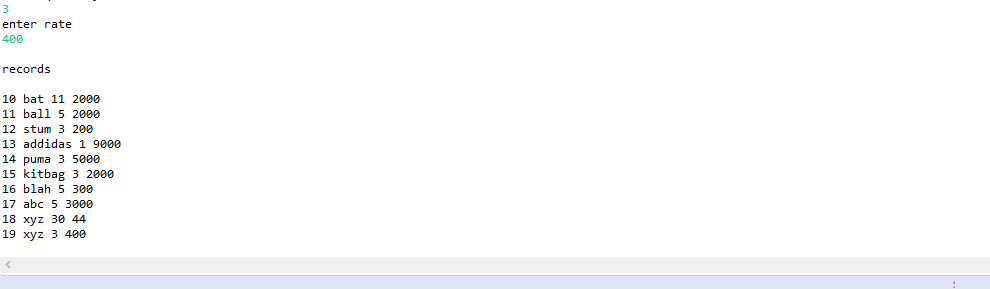 3
enter rate
400
records
10 bat 11 2000
11 ball 5 2000
12 stum 3 200
13 addidas 1 9000
14 puma 3 5000
15 kitbag 3 2000
16 blah 5 300
17 abc 5 3000
18 xyz 30 44
19 xyz 3 400